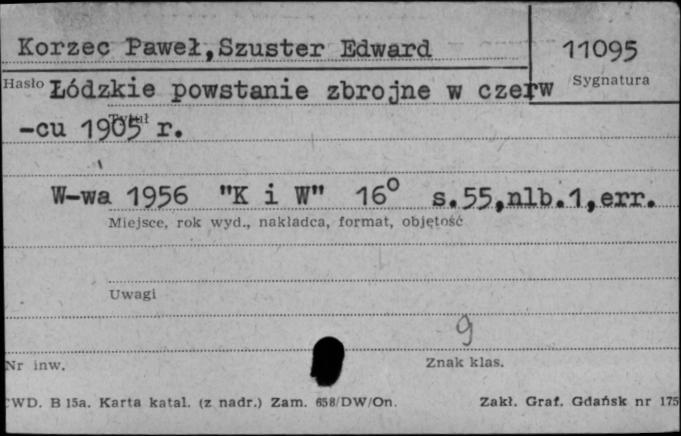 Korzec Paweł,Szuster Edward
11095
Hasło
Sygnatura
Łódzkie powstanie zbrojne w czerw
Tytuł
-cu 1905 r.
W-wa 1956 "K i W" 16° s.55,nlb.1,err.
Miejsce, rok wyd., nakładca, format, objętość
Uwagi
9
Nr inw.
Znak klas.
WD. B 15a. Karta katal. (z nadr.) Zam. 658/DW/On.
Zakł. Graf. Gdańsk nr 175